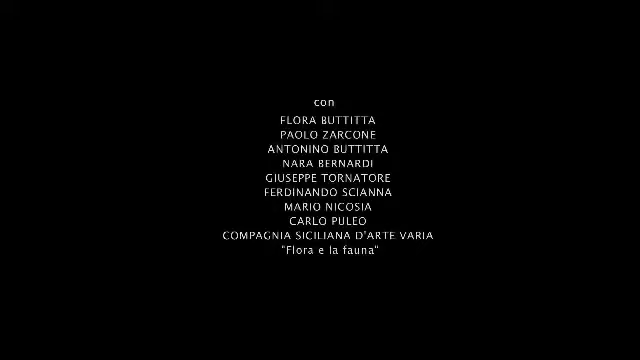 con
FLORA BUTTITTA
PAOLO ZARCONE
ANTONINO BUTTITTA
NARA BERNARDI
GIUSEPPE TORNATORE
FERDINANDO SCIANNA
MARIO NICOSIA
CARLO PULEO
COMPAGNIA SICILIANA D'ARTE VARIA
"Flora e la fauna"